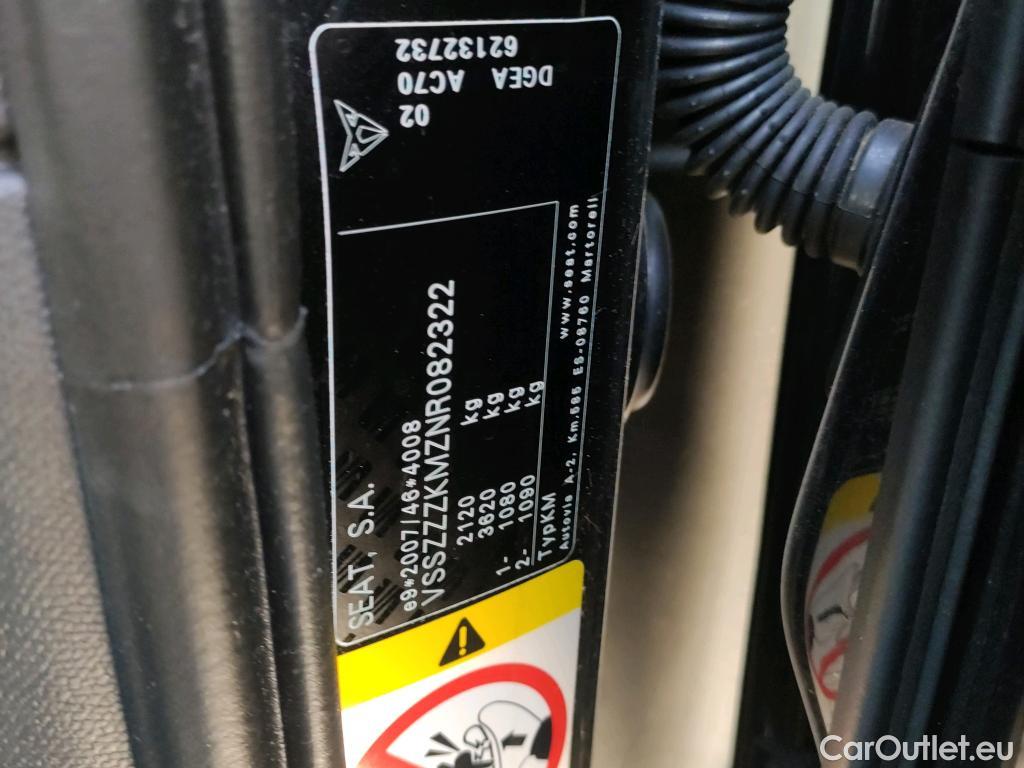 SEAT, S.A.
e9*2007/46*4008
VSSZZZKMZNR082322
2120 kg
3620 kg
1- 1080 kg
2- 1090 kg
TypKM
www.seat.com
Autovia A-2, Km.585 ES-08760 Martorell
02
DGEA AC70
62132732
CarOutlet.eu